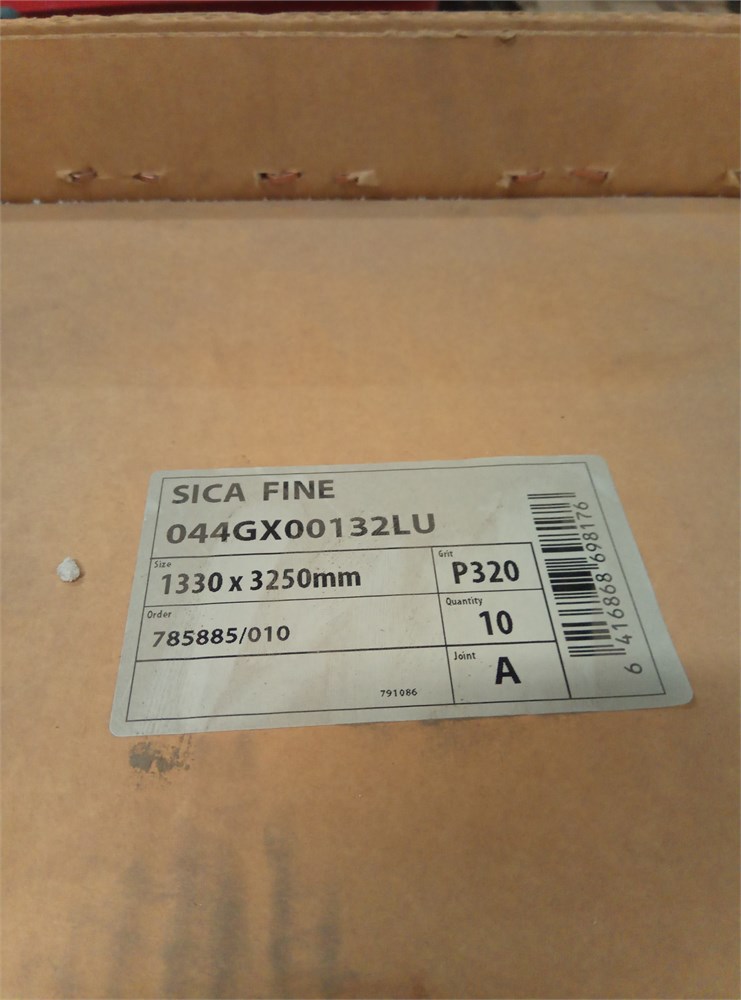 SICA FINE
044GX00132LU
Size
1330 x 3250mm
Grit
P320
Order
785885/010
Quantity
10
Joint
A
791086
6 416868 698176